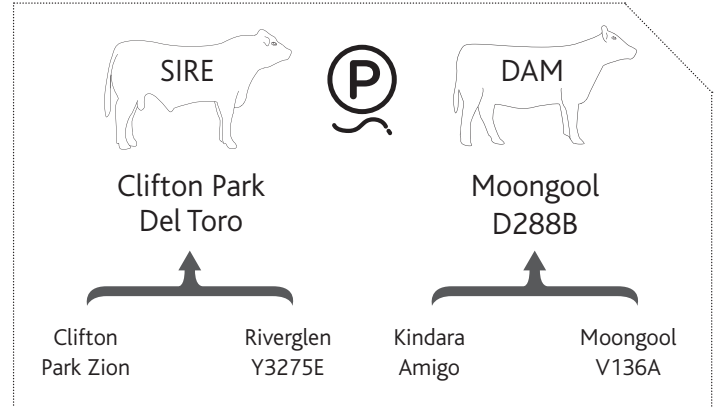 SIRE
P
DAM
Clifton Park
Del Toro
Moongool
D288B
Clifton
Park Zion
Riverglen
Y3275E
Kindara
Amigo
Moongool
V136A